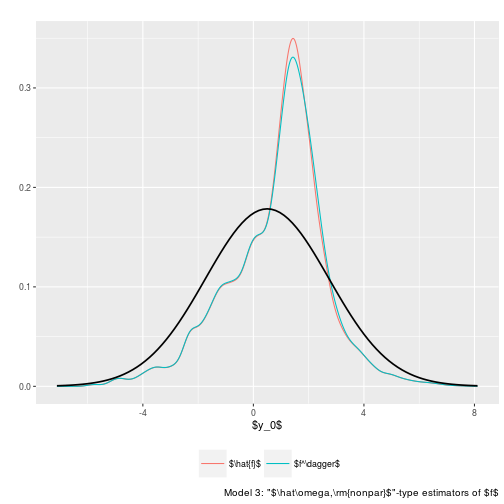 0.3
0.2
0.1
0.0
-4 0 4 8
$y_0$
$\hat{f}$ $f^\dagger$
Model 3: "$\hat\omega,\rm{nonpar}$"-type estimators of $f$